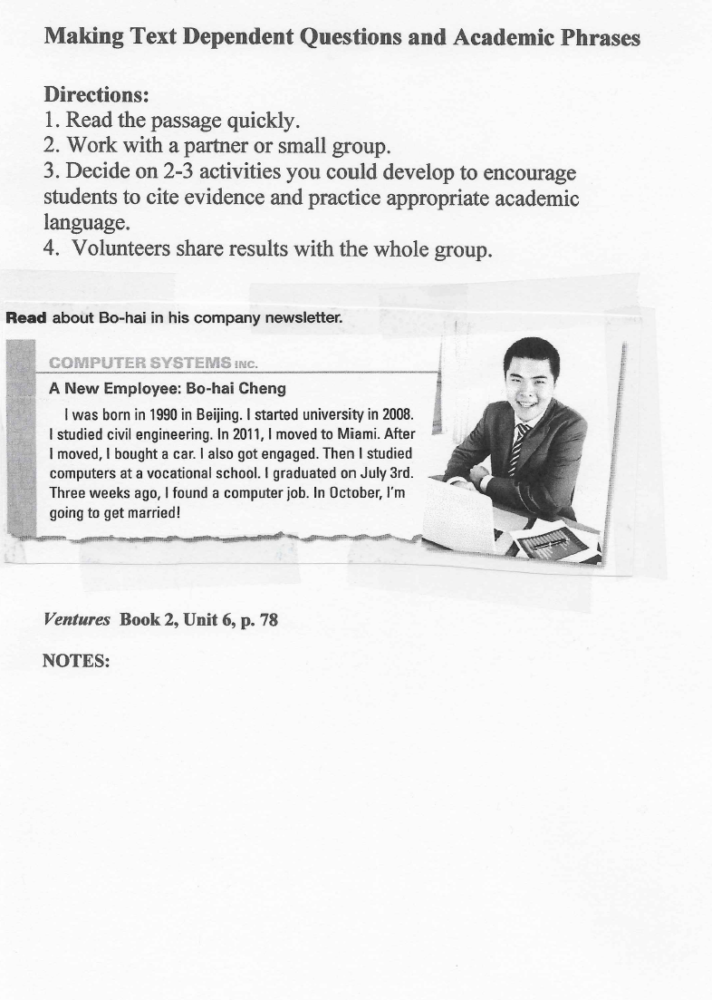 Making Text Dependent Questions and Academic Phrases
Directions:
1. Read the passage quickly.
2. Work with a partner or small group.
3. Decide on 2-3 activities you could develop to encourage
students to cite evidence and practice appropriate academic
language.
4. Volunteers share results with the whole group.
Read about Bo-hai in his company newsletter.
COMPUTER SYSTEMS INC.
A New Employee: Bo-hai Cheng
I was born in 1990 in Beijing. I started university in 2008.
I studied civil engineering. In 2011, I moved to Miami. After
I moved, I bought a car. I also got engaged. Then I studied
computers at a vocational school. I graduated on July 3rd.
Three weeks ago, I found a computer job. In October, I'm
going to get married!
Ventures Book 2, Unit 6, p. 78
NOTES: